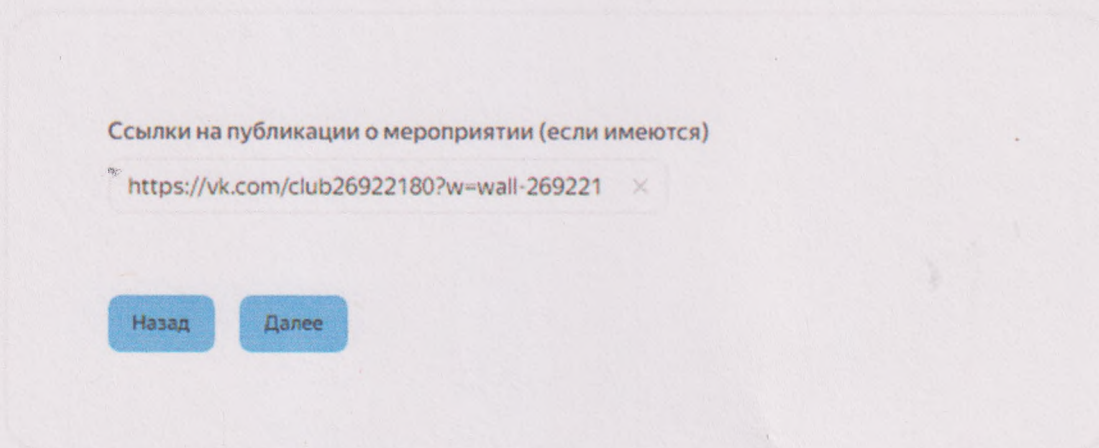 Ссылки на публикации о мероприятии (если имеются)
https://vk.com/club26922180?w=wall-269221 ×
Назад Далее